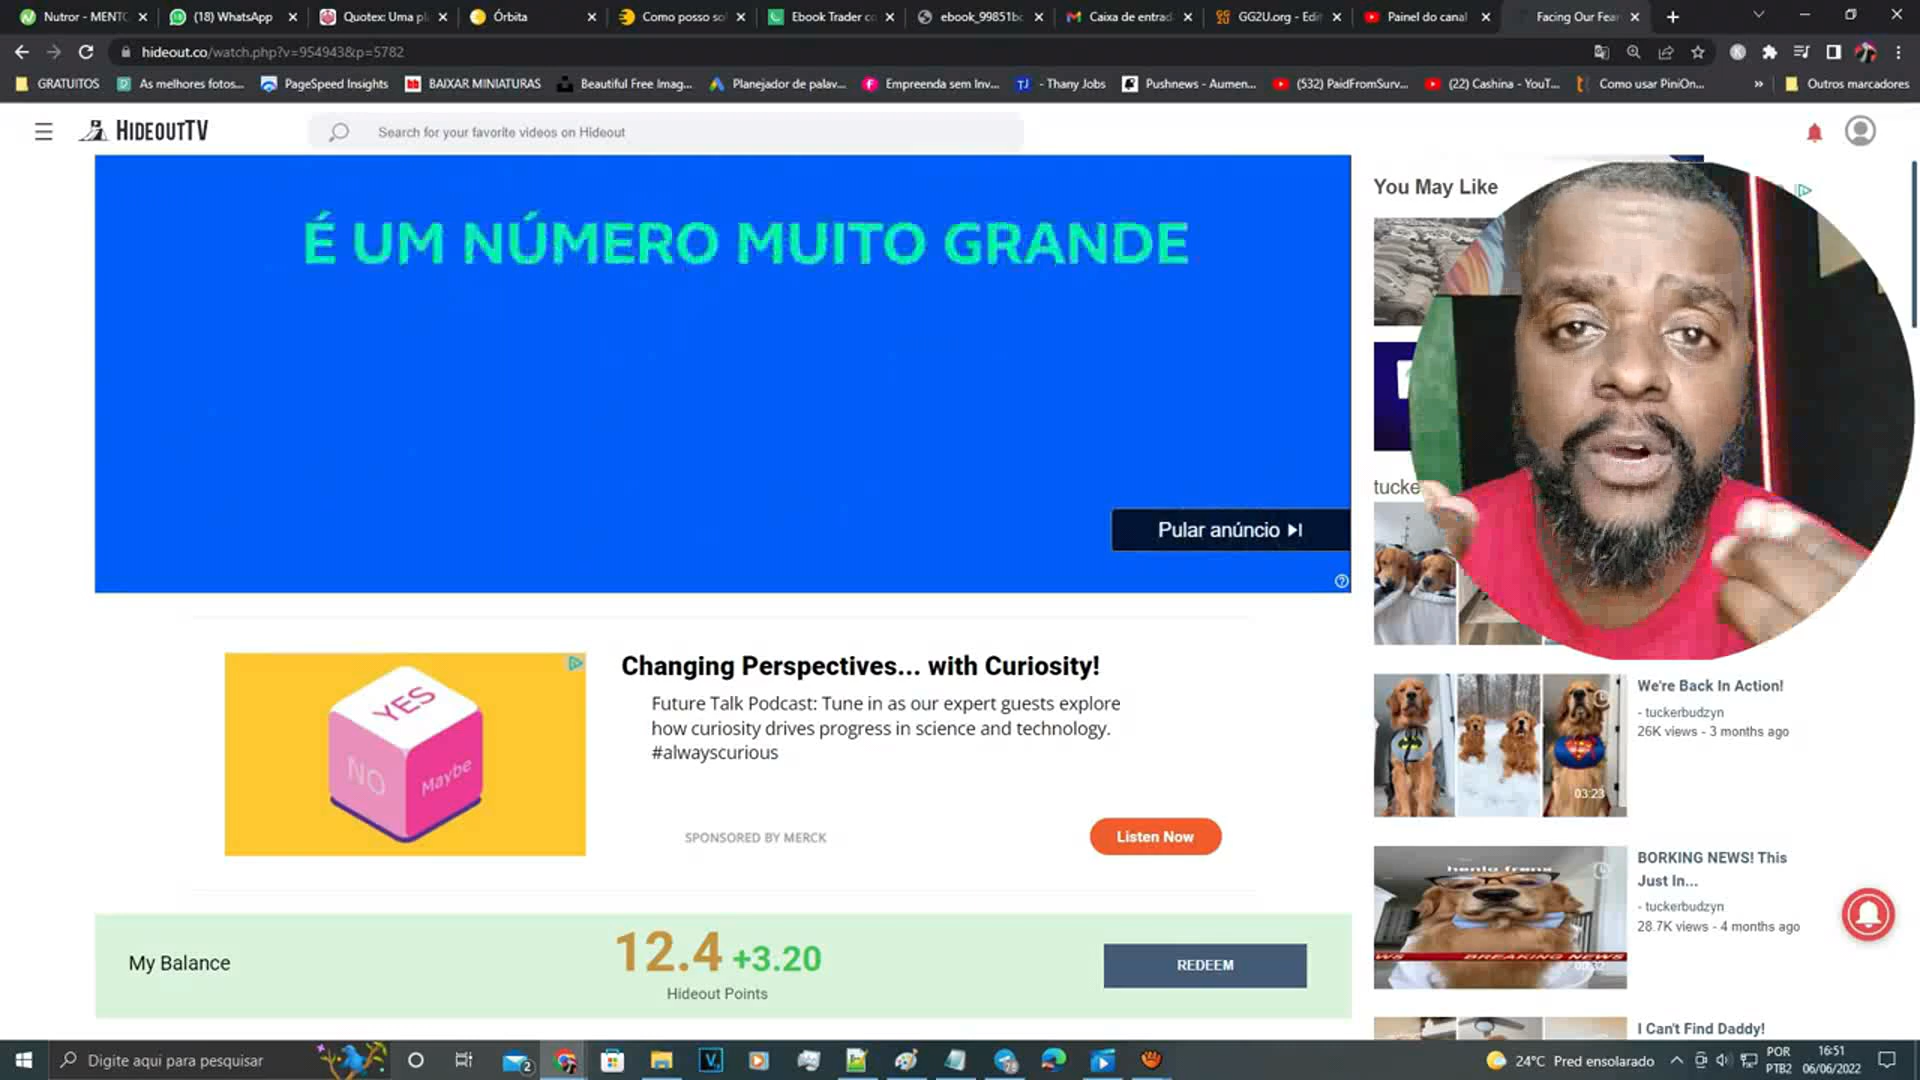 Nutror - MENTC
(18) WhatsApp
Quotex: Uma pl
Órbita
Como posso so
Ebook Trader co
ebook_99851bc
Caixa de entrad
GG2U.org - Edit
Painel do canal
Facing Our Fear
hideout.co/watch.php?v=954943&p=5782
GRATUITOS
As melhores fotos...
PageSpeed Insights
BAIXAR MINIATURAS
Beautiful Free Imag...
Planejador de palav...
Empreenda sem Inv...
TJ - Thany Jobs
Pushnews - Aumen...
(532) PaidFromSurv...
(22) Cashina - YouT...
Como usar PiniOn...
»
Outros marcadores
HIDEOUTTV
Search for your favorite videos on Hideout
É UM NÚMERO MUITO GRANDE
Pular anúncio
You May Like
tucke
YES
NO
Maybe
Changing Perspectives... with Curiosity!
Future Talk Podcast: Tune in as our expert guests explore
how curiosity drives progress in science and technology.
#alwayscurious
SPONSORED BY MERCK
Listen Now
We're Back In Action!
- tuckerbudzyn
26K views - 3 months ago
03:23
BORKING NEWS! This
Just In...
- tuckerbudzyn
28.7K views - 4 months ago
henlo frens
BREAKING NEWS
My Balance
12.4 +3.20
Hideout Points
REDEEM
I Can't Find Daddy!
Digite aqui para pesquisar
24°C Pred ensolarado
POR
PTB2
16:51
06/06/2022